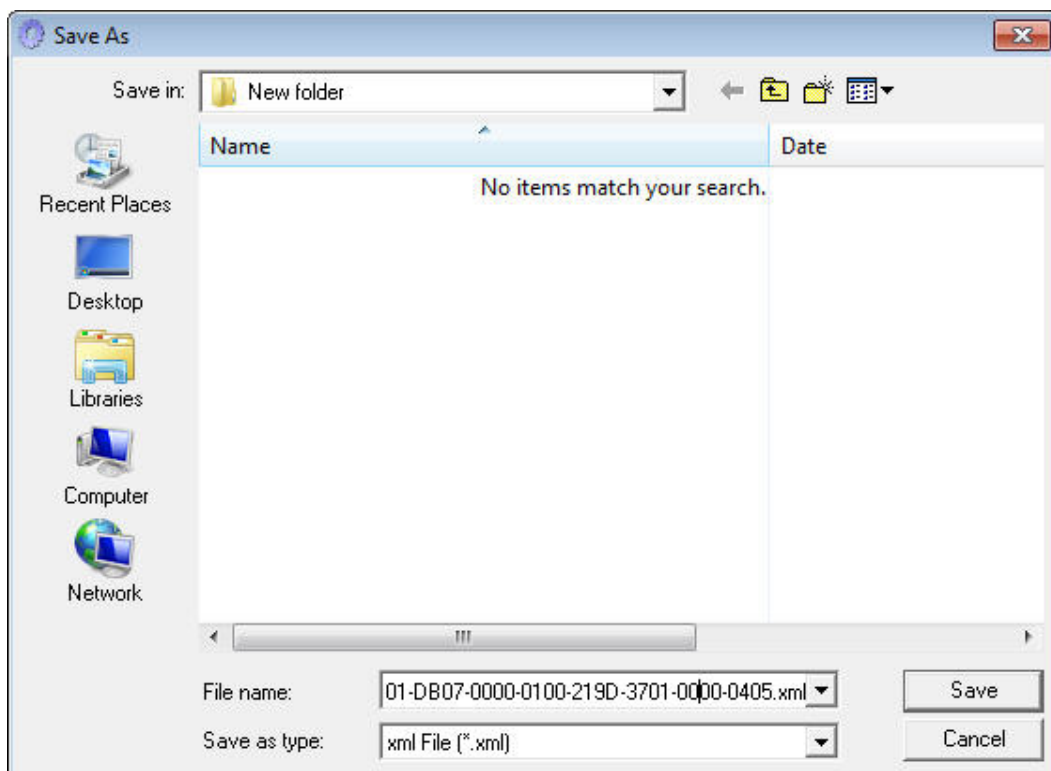 Save As
Save in: New folder
Name Date
No items match your search.
Recent Places
Desktop
Libraries
Computer
Network
File name: 01-DB07-0000-0100-219D-3701-0000-0405.xml Save
Save as type: xml File (*.xml) Cancel